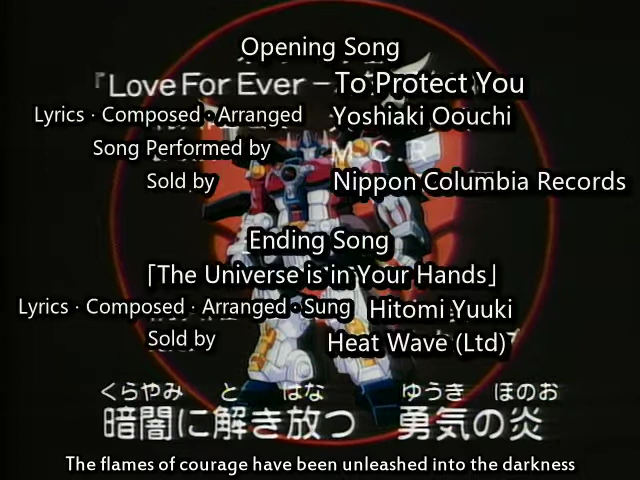 Opening Song
『Love For Ever – To Protect You
Lyrics · Composed · Arranged Yoshiaki Oouchi
Song Performed by M.C.R
Sold by Nippon Columbia Records
Ending Song
「The Universe is in Your Hands」
Lyrics · Composed · Arranged · Sung Hitomi Yuuki
Sold by Heat Wave (Ltd)
くらやみ と はな ゆうき ほのお
暗闇に解き放つ 勇気の炎
The flames of courage have been unleashed into the darkness